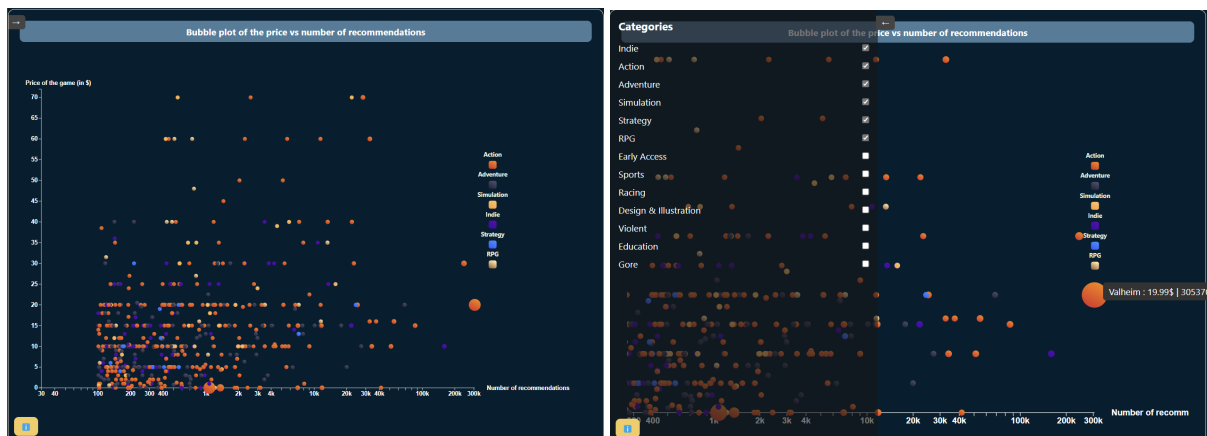 →
Bubble plot of the price vs number of recommendations
Price of the game (in $)
70
65
60
55
50
45
40
35
30
25
20
15
10
5
0
30 40 100 200 300 400 1k 2k 3k 4k 10k 20k 30k 40k 100k 200k 300k
Number of recommendations
Action
Adventure
Simulation
Indie
Strategy
RPG
i
Categories
←
Bubble plot of the price vs number of recommendations
Indie
Action
Adventure
Simulation
Strategy
RPG
Early Access
Sports
Racing
Design & Illustration
Violent
Education
Gore
Action
Adventure
Simulation
Indie
Strategy
RPG
Valheim : 19.99$ | 305370
400 1k 2k 3k 4k 10k 20k 30k 40k 100k 200k 300k
Number of recomm
i